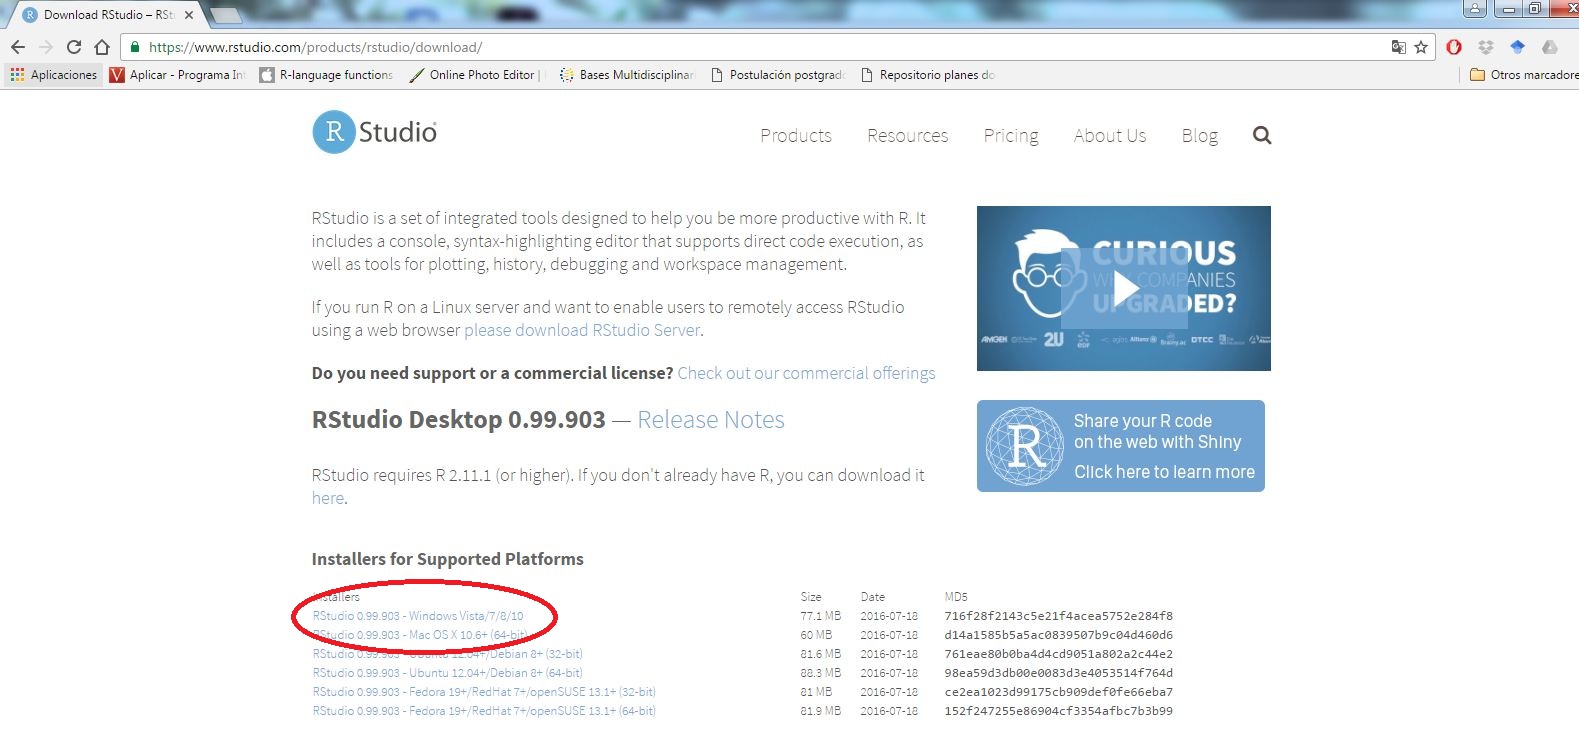 Download RStudio – RSt
https://www.rstudio.com/products/rstudio/download/
Aplicaciones Aplicar - Programa Int R-language functions Online Photo Editor | Bases Multidisciplinar Postulación postgrado Repositorio planes do Otros marcadore
R Studio
Products Resources Pricing About Us Blog
RStudio is a set of integrated tools designed to help you be more productive with R. It
includes a console, syntax-highlighting editor that supports direct code execution, as
well as tools for plotting, history, debugging and workspace management.
If you run R on a Linux server and want to enable users to remotely access RStudio
using a web browser please download RStudio Server.
Do you need support or a commercial license? Check out our commercial offerings
RStudio Desktop 0.99.903 — Release Notes
RStudio requires R 2.11.1 (or higher). If you don't already have R, you can download it
here.
CURIOUS
WHY COMPANIES
UPGRADED?
AMGEN 2U EDF Allianz Brainy.ac DTCC
R
Share your R code
on the web with Shiny
Click here to learn more
Installers for Supported Platforms
Installers Size Date MD5
RStudio 0.99.903 - Windows Vista/7/8/10 77.1 MB 2016-07-18 716f28f2143c5e21f4acea5752e284f8
RStudio 0.99.903 - Mac OS X 10.6+ (64-bit) 60 MB 2016-07-18 d14a1585b5a5ac0839507b9c04d460d6
RStudio 0.99.903 - Ubuntu 12.04+/Debian 8+ (32-bit) 81.6 MB 2016-07-18 761eae80b0ba4d4cd9051a802a2c44e2
RStudio 0.99.903 - Ubuntu 12.04+/Debian 8+ (64-bit) 88.3 MB 2016-07-18 98ea59d3db00e0083d3e4053514f764d
RStudio 0.99.903 - Fedora 19+/RedHat 7+/openSUSE 13.1+ (32-bit) 81 MB 2016-07-18 ce2ea1023d99175cb909def0fe66eba7
RStudio 0.99.903 - Fedora 19+/RedHat 7+/openSUSE 13.1+ (64-bit) 81.9 MB 2016-07-18 152f247255e86904cf3354afbc7b3b99